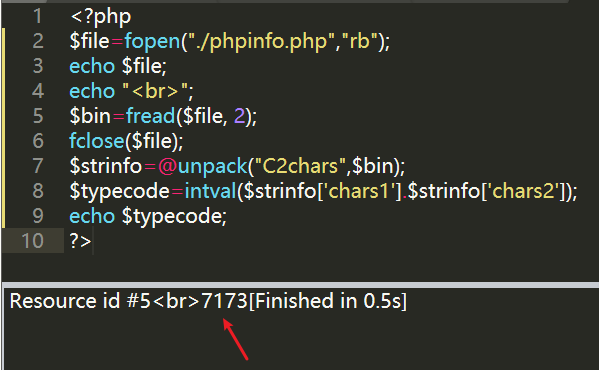 1 <?php
2 $file=fopen("./phpinfo.php","rb");
3 echo $file;
4 echo "<br>";
5 $bin=fread($file, 2);
6 fclose($file);
7 $strinfo=@unpack("C2chars",$bin);
8 $typecode=intval($strinfo['chars1'].$strinfo['chars2']);
9 echo $typecode;
10 ?>
Resource id #5<br>7173[Finished in 0.5s]